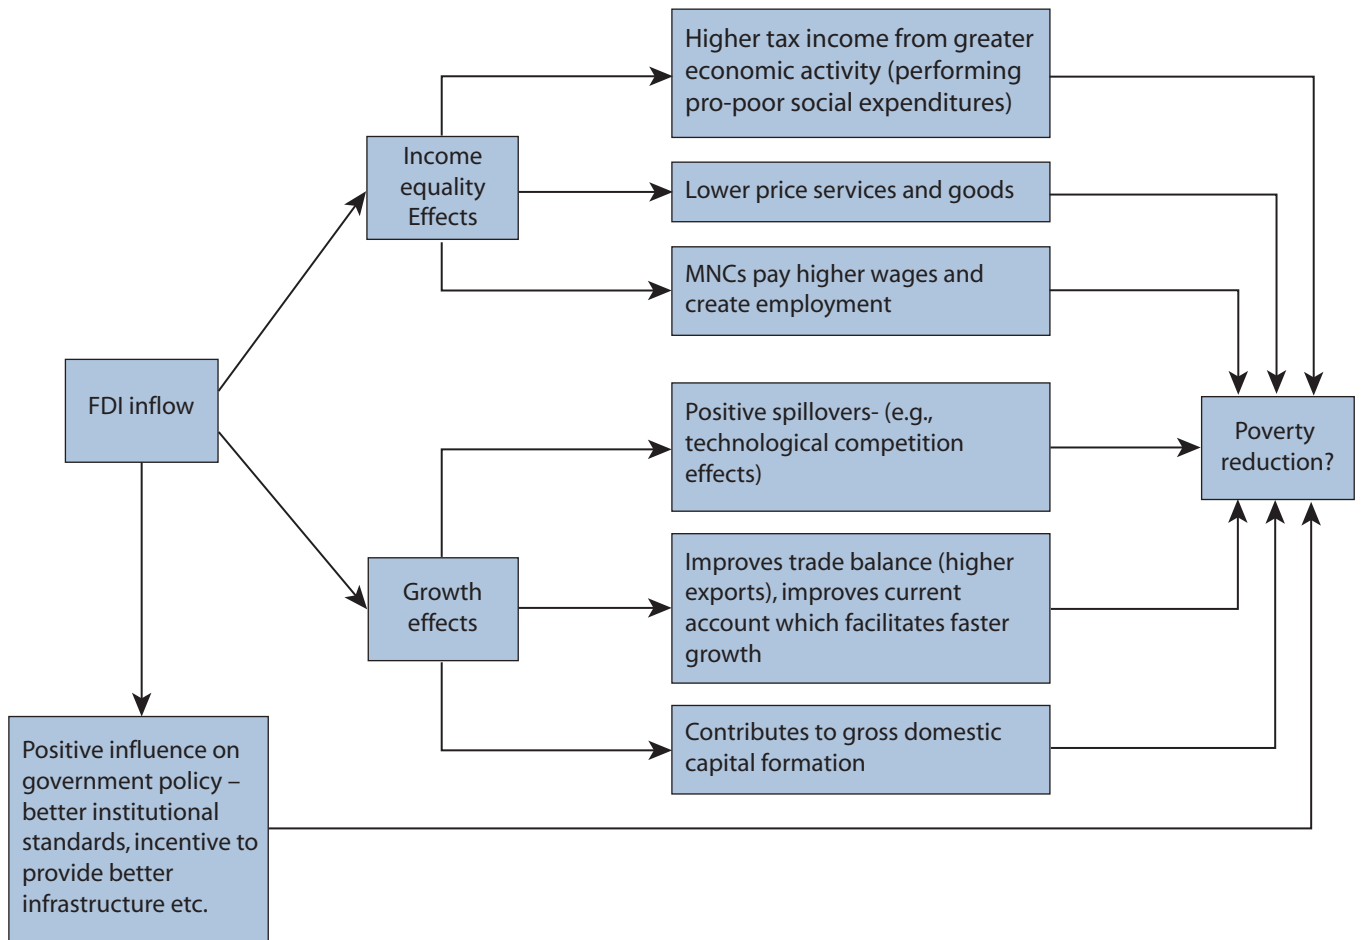 Higher tax income from greater
economic activity (performing
pro-poor social expenditures)
Income
equality
Effects
Lower price services and goods
MNCs pay higher wages and
create employment
FDI inflow
Positive spillovers- (e.g.,
technological competition
effects)
Poverty
reduction?
Growth
effects
Improves trade balance (higher
exports), improves current
account which facilitates faster
growth
Contributes to gross domestic
capital formation
Positive influence on
government policy –
better institutional
standards, incentive to
provide better
infrastructure etc.